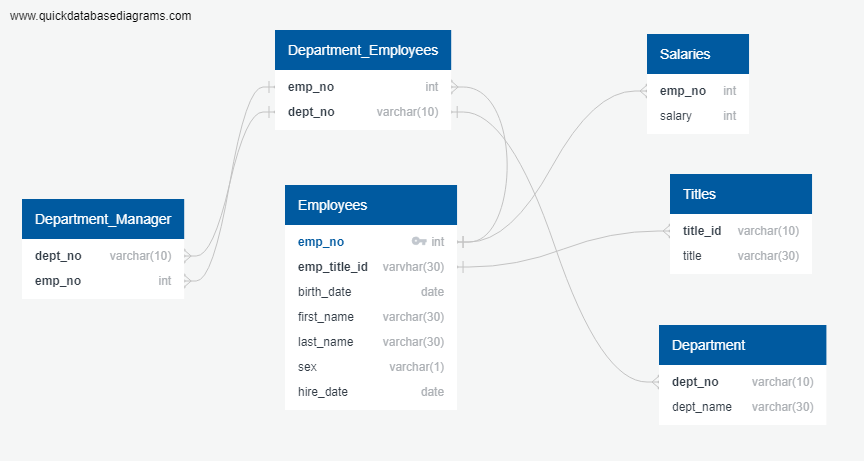 www.quickdatabasediagrams.com
Department_Employees
emp_no int
dept_no varchar(10)
Salaries
emp_no int
salary int
Department_Manager
dept_no varchar(10)
emp_no int
Employees
emp_no int
emp_title_id varvhar(30)
birth_date date
first_name varchar(30)
last_name varchar(30)
sex varchar(1)
hire_date date
Titles
title_id varchar(10)
title varchar(30)
Department
dept_no varchar(10)
dept_name varchar(30)